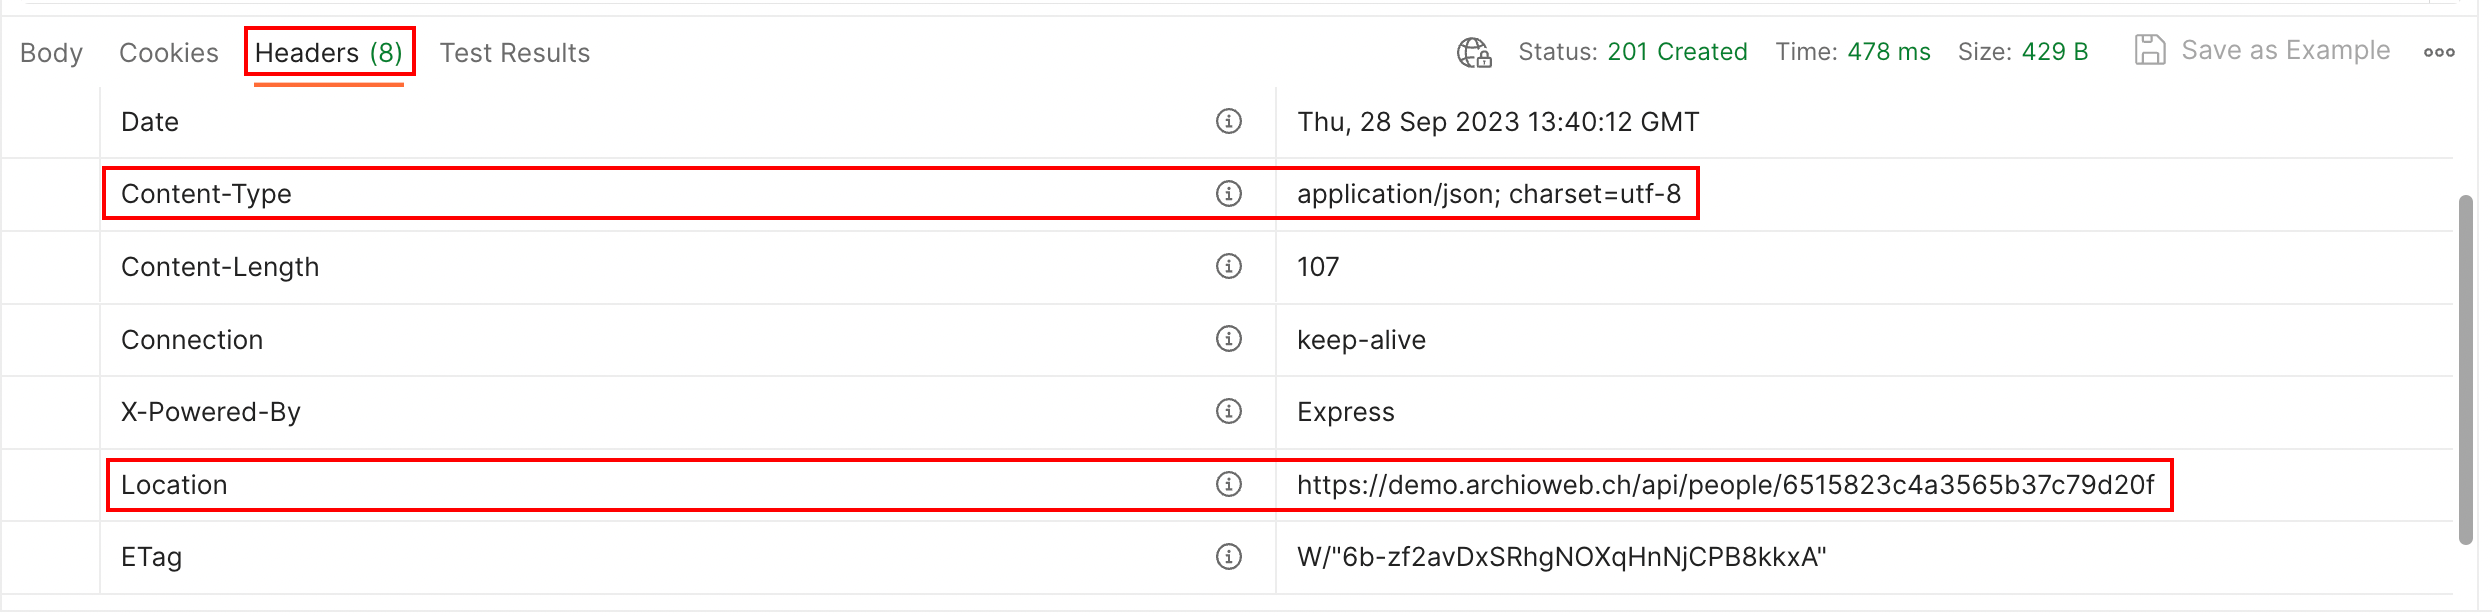 Body Cookies Headers (8) Test Results Status: 201 Created Time: 478 ms Size: 429 B Save as Example
Date Thu, 28 Sep 2023 13:40:12 GMT
Content-Type application/json; charset=utf-8
Content-Length 107
Connection keep-alive
X-Powered-By Express
Location https://demo.archioweb.ch/api/people/6515823c4a3565b37c79d20f
ETag W/"6b-zf2avDxSRhgNOXqHnNjCPB8kkxA"